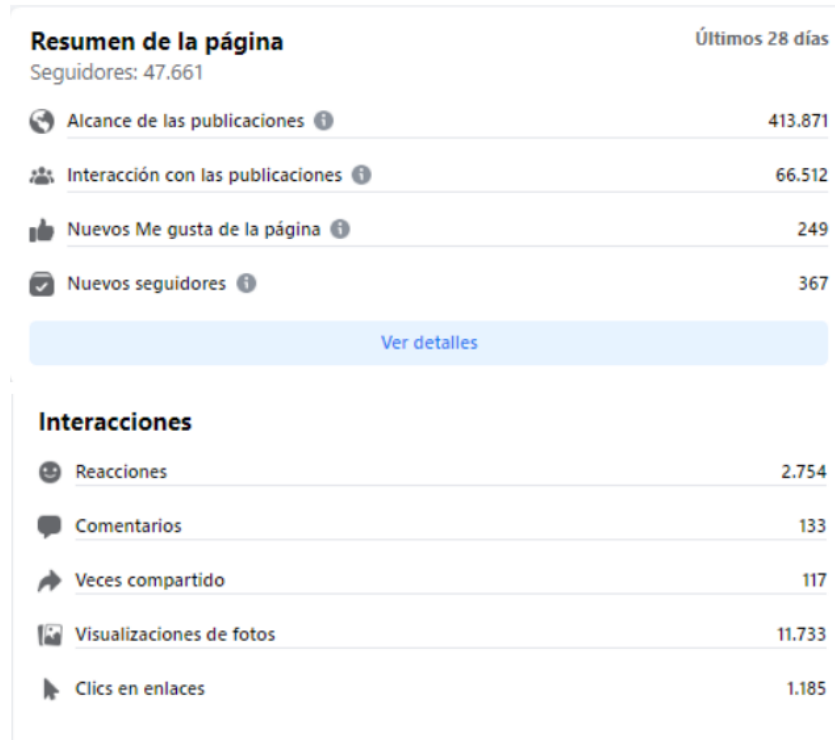 Resumen de la página
Últimos 28 días
Seguidores: 47.661
Alcance de las publicaciones 413.871
Interacción con las publicaciones 66.512
Nuevos Me gusta de la página 249
Nuevos seguidores 367
Ver detalles
Interacciones
Reacciones 2.754
Comentarios 133
Veces compartido 117
Visualizaciones de fotos 11.733
Clics en enlaces 1.185